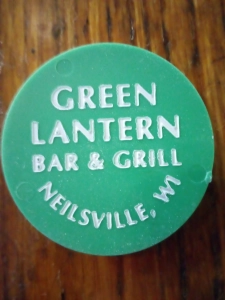 GREEN
LANTERN
BAR & GRILL
NEILSVILLE, WI